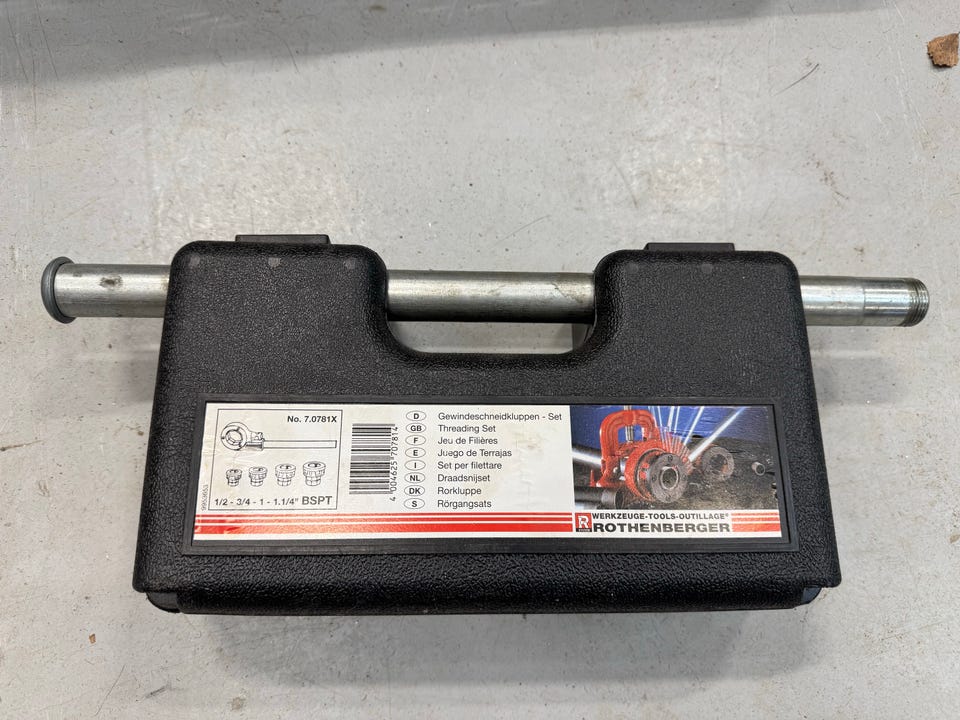 No. 7.0781X
1/2 - 3/4 - 1 - 1.1/4" BSPT
9953653
4 004625 707814
D Gewindeschneidkluppen - Set
GB Threading Set
F Jeu de Filières
E Juego de Terrajas
I Set per filettare
NL Draadsnijset
DK Rorkluppe
S Rörgangsats
R WERKZEUGE-TOOLS-OUTILLAGE®
ROTHENBERGER